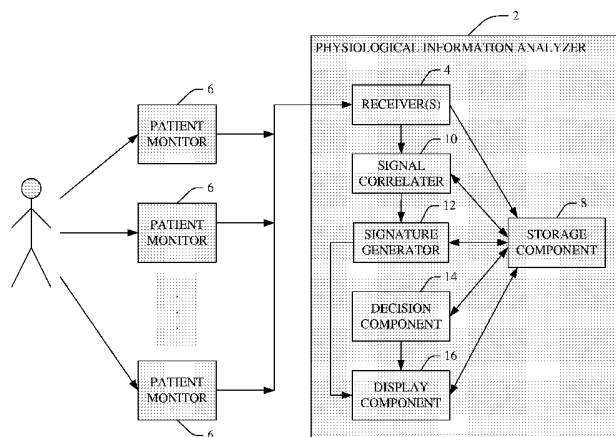 2
PHYSIOLOGICAL INFORMATION ANALYZER
6
PATIENT
MONITOR
4
RECEIVER(S)
10
SIGNAL
CORRELATER
6
PATIENT
MONITOR
12
SIGNATURE
GENERATOR
8
STORAGE
COMPONENT
14
DECISION
COMPONENT
16
DISPLAY
COMPONENT
PATIENT
MONITOR
6